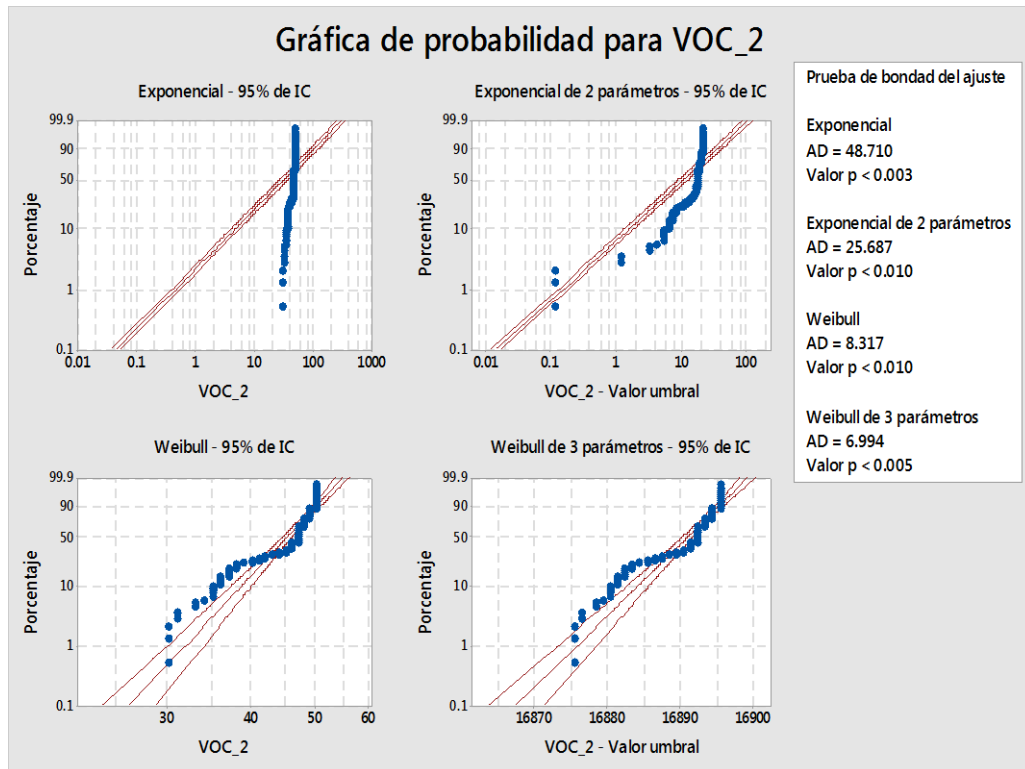 Gráfica de probabilidad para VOC_2
Exponencial - 95% de IC
99.9
90
50
10
1
0.1
Porcentaje
0.01 0.1 1 10 100 1000
VOC_2
Exponencial de 2 parámetros - 95% de IC
99.9
90
50
10
1
0.1
Porcentaje
0.01 0.1 1 10 100
VOC_2 - Valor umbral
Weibull - 95% de IC
99.9
90
50
10
1
0.1
Porcentaje
30 40 50 60
VOC_2
Weibull de 3 parámetros - 95% de IC
99.9
90
50
10
1
0.1
Porcentaje
16870 16880 16890 16900
VOC_2 - Valor umbral
Prueba de bondad del ajuste
Exponencial
AD = 48.710
Valor p < 0.003
Exponencial de 2 parámetros
AD = 25.687
Valor p < 0.010
Weibull
AD = 8.317
Valor p < 0.010
Weibull de 3 parámetros
AD = 6.994
Valor p < 0.005